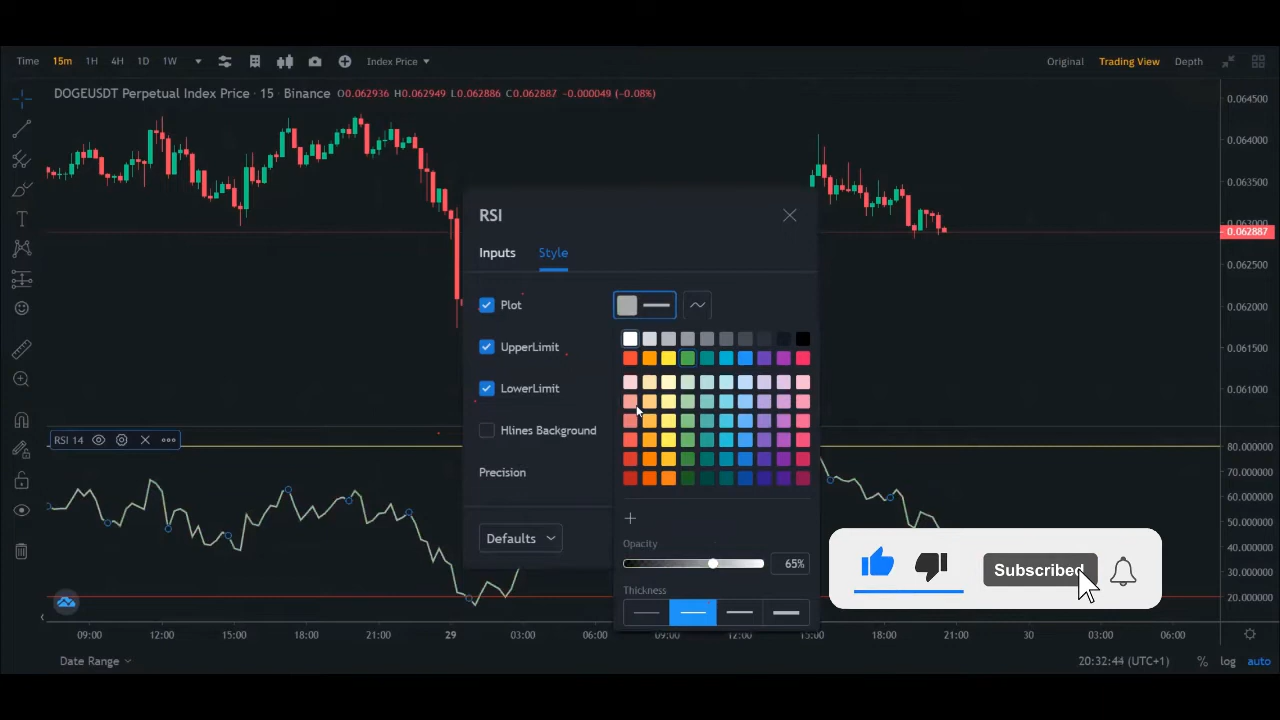 Time 15m 1H 4H 1D 1W Index Price Original Trading View Depth
DOGEUSDT Perpetual Index Price · 15 · Binance O0.062936 H0.062949 L0.062886 C0.062887 -0.000049 (-0.08%)
0.064500
0.063500
0.063000
0.062887
0.062500
0.062000
0.061500
0.061000
RSI
Inputs Style
Plot
UpperLimit
LowerLimit
Hlines Background
Precision
Defaults
Opacity
65%
Thickness
RSI 14
80.000000
70.000000
60.000000
50.000000
40.000000
30.000000
20.000000
Subscribed
09:00 12:00 15:00 18:00 21:00 29 03:00 06:00 09:00 12:00 15:00 18:00 21:00 30 03:00 06:00
Date Range 20:32:44 (UTC+1) % log auto